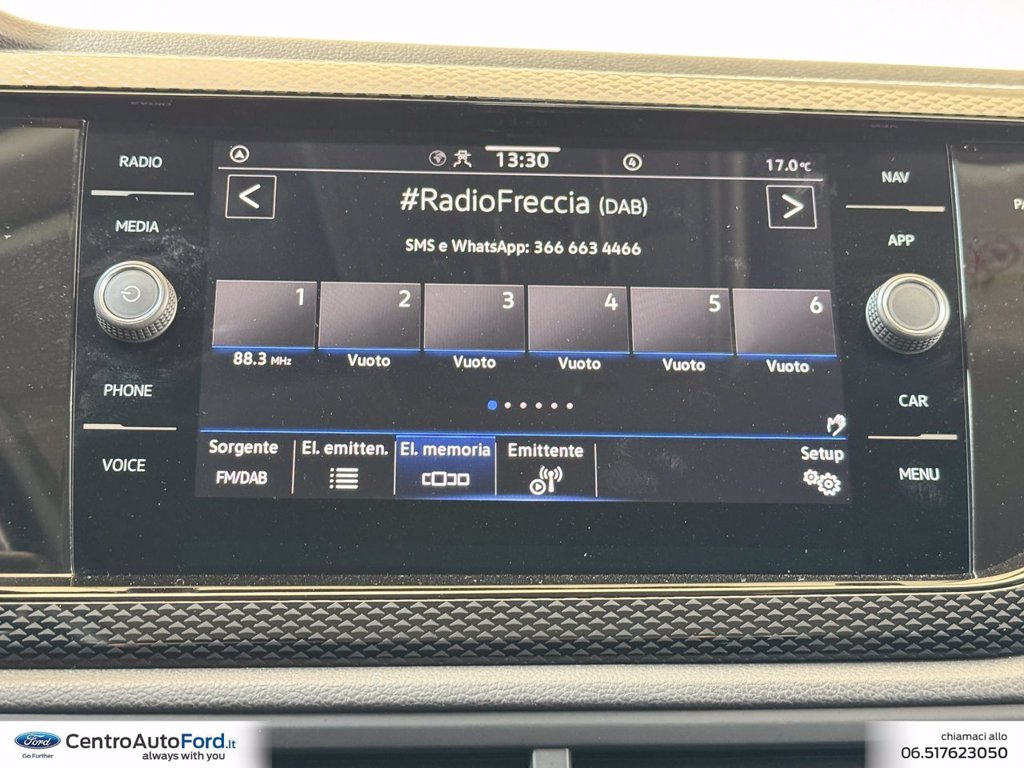 RADIO
MEDIA
PHONE
VOICE
NAV
APP
CAR
MENU
13:30
4
17.0°C
<
#RadioFreccia (DAB)
>
SMS e WhatsApp: 366 663 4466
1 2 3 4 5 6
88.3 MHz Vuoto Vuoto Vuoto Vuoto Vuoto
Sorgente El. emitten. El. memoria Emittente Setup
FM/DAB
Ford
Go Further
CentroAutoFord.it
always with you
chiamaci allo
06.517623050